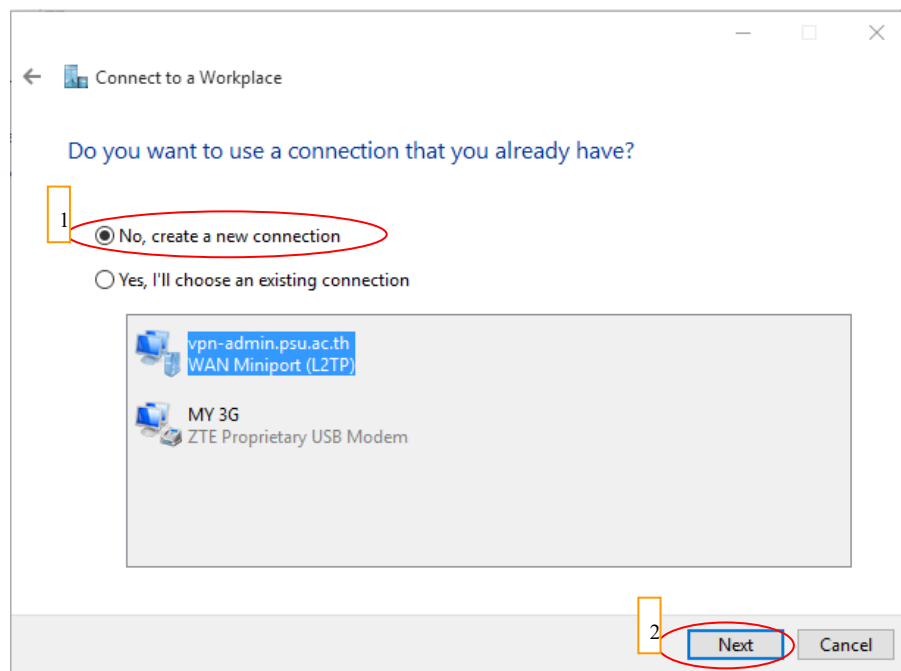 Connect to a Workplace
Do you want to use a connection that you already have?
1
No, create a new connection
Yes, I'll choose an existing connection
vpn-admin.psu.ac.th
WAN Miniport (L2TP)
MY 3G
ZTE Proprietary USB Modem
2
Next
Cancel